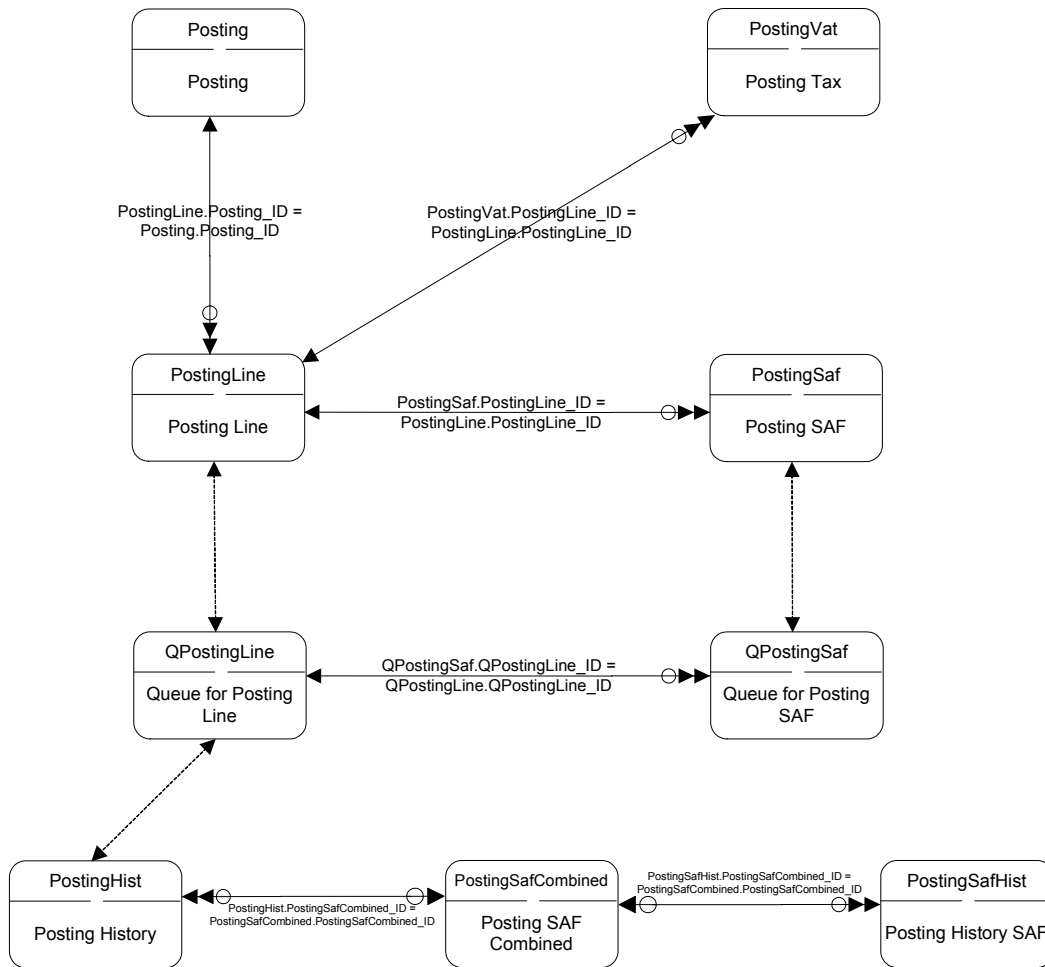 Posting
Posting
PostingVat
Posting Tax
PostingLine.Posting_ID =
Posting.Posting_ID
PostingVat.PostingLine_ID =
PostingLine.PostingLine_ID
PostingLine
Posting Line
PostingSaf.PostingLine_ID =
PostingLine.PostingLine_ID
PostingSaf
Posting SAF
QPostingLine
Queue for Posting
Line
QPostingSaf.QPostingLine_ID =
QPostingLine.QPostingLine_ID
QPostingSaf
Queue for Posting
SAF
PostingHist
Posting History
PostingHist.PostingSafCombined_ID =
PostingSafCombined.PostingSafCombined_ID
PostingSafCombined
Posting SAF
Combined
PostingSafHist.PostingSafCombined_ID =
PostingSafCombined.PostingSafCombined_ID
PostingSafHist
Posting History SAF